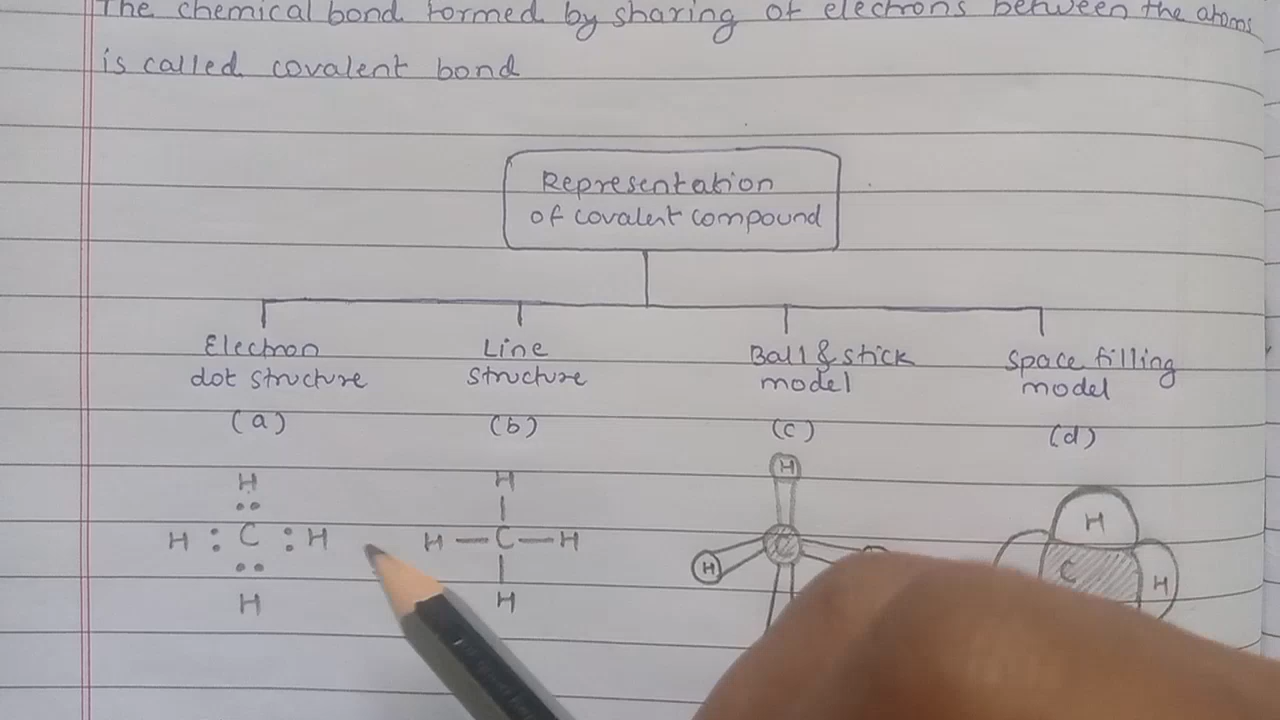 The chemical bond formed by sharing of electrons between the atoms
is called covalent bond
Representation
of covalent compound
Electron
dot structure
(a)
Line
structure
(b)
Ball & stick
model
(c)
Space filling
model
(d)
H
H : C : H
H
H
H — C — H
H
H
C
H
H
C
H